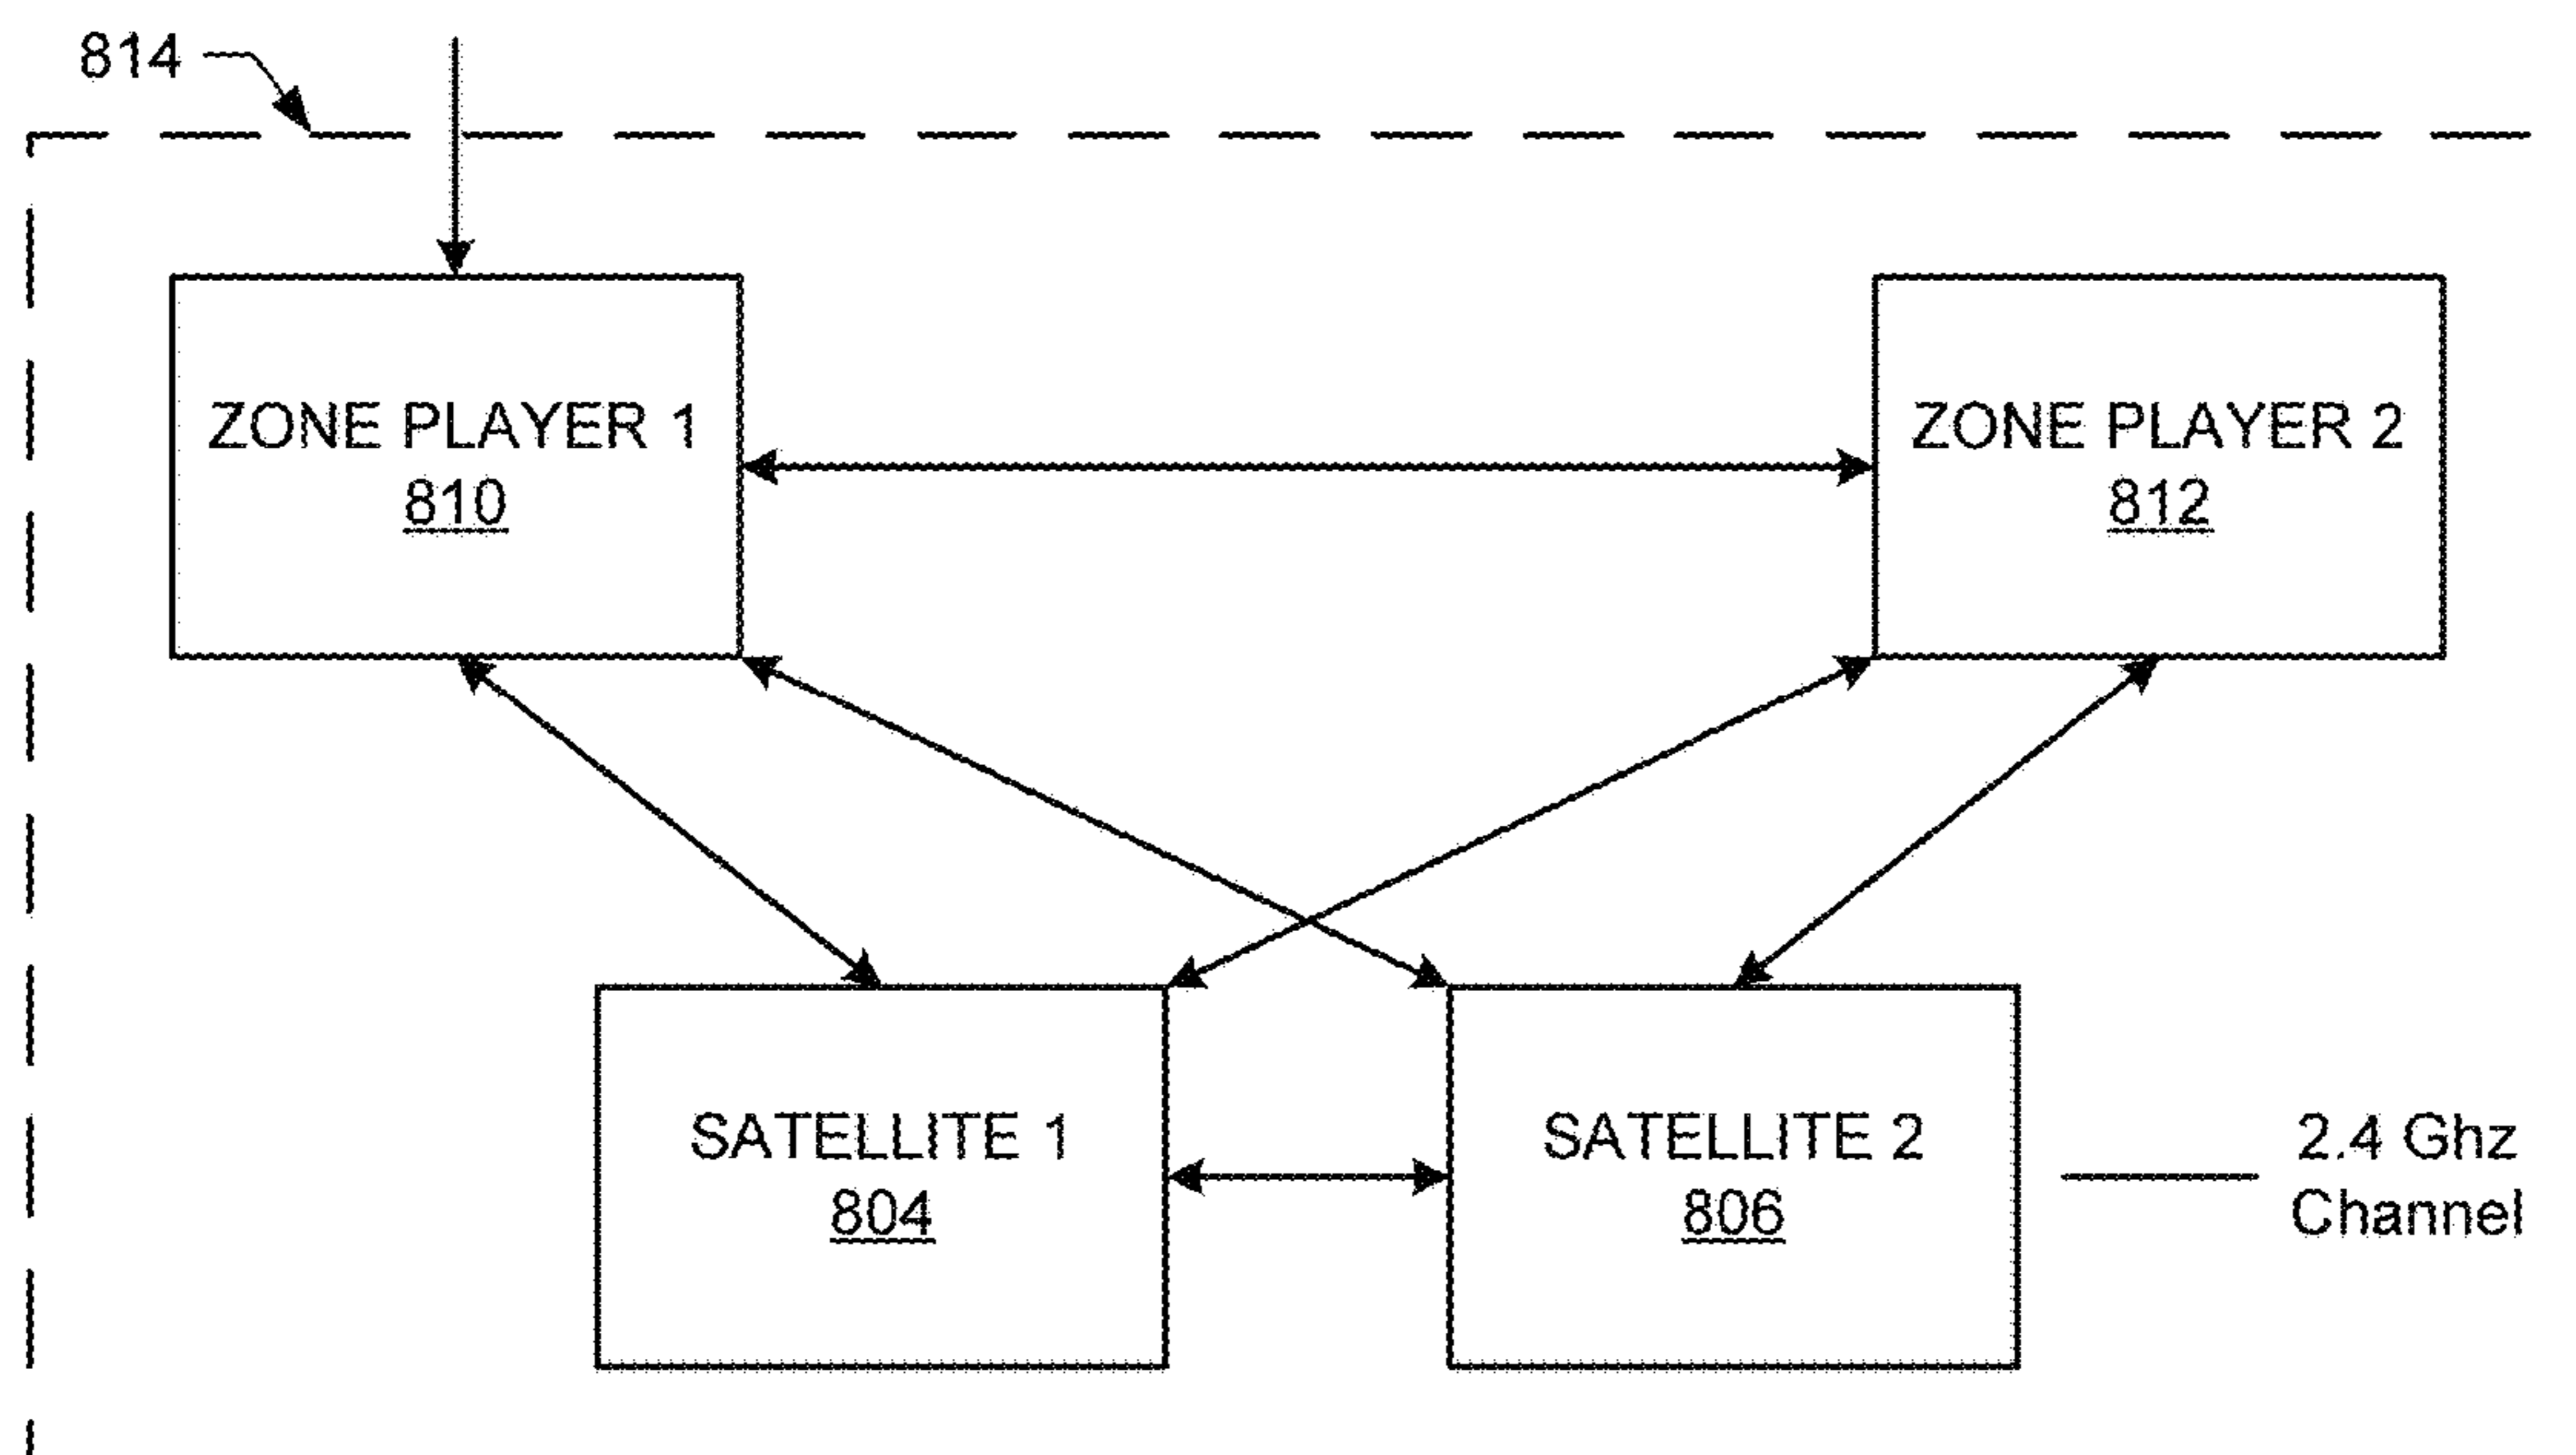 814
ZONE PLAYER 1
810
ZONE PLAYER 2
812
SATELLITE 1
804
SATELLITE 2
806
2.4 Ghz
Channel